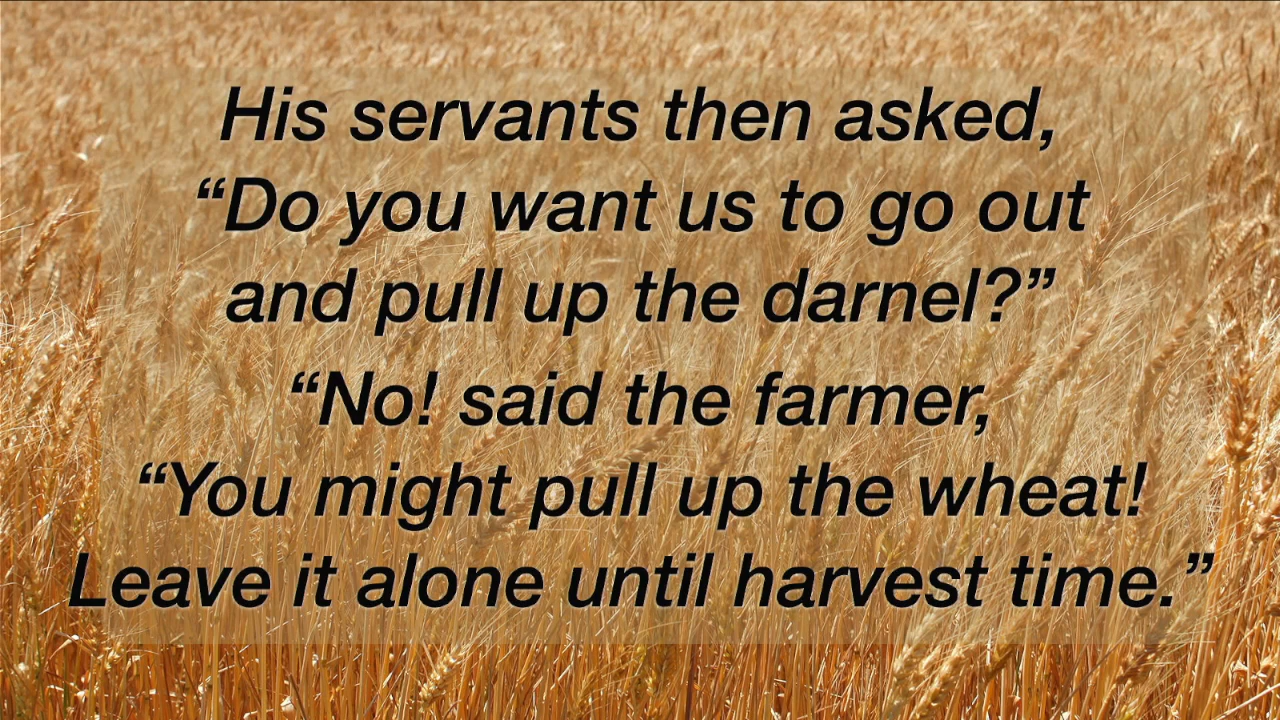 His servants then asked,
“Do you want us to go out
and pull up the darnel?”
“No! said the farmer,
“You might pull up the wheat!
Leave it alone until harvest time.”